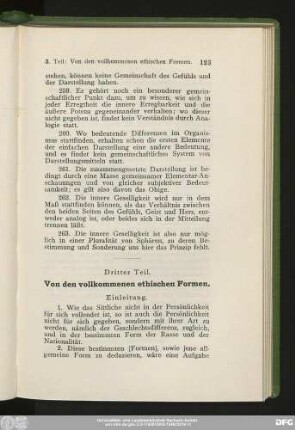 3. Teil: Von den vollkommenen ethischen Formen. 123
stehen, können keine Gemeinschaft des Gefühls und
der Darstellung haben.
259. Es gehört noch ein besonderer gemein-
schaftlicher Punkt dazu, um zu wissen, wie sich in
jeder Erregtheit die innere Erregbarkeit und die
äußere Potenz gegeneinander verhalten; wo dieser
nicht gegeben ist, findet kein Verständnis durch Ana-
logie statt.
260. Wo bedeutende Differenzen im Organis-
mus stattfinden, erhalten schon die ersten Elemente
der einfachen Darstellung eine andere Bedeutung,
und es findet kein gemeinschaftliches System von
Darstellungsmitteln statt.
261. Die zusammengesetzte Darstellung ist be-
dingt durch eine Masse gemeinsamer Elementar-An-
schauungen und von gleicher subjektiver Bedeut-
samkeit; es gilt also davon das Obige.
262. Die innere Geselligkeit wird nur in dem
Maß stattfinden können, als das Verhältnis zwischen
den beiden Seiten des Gefühls, Geist und Herz, ent-
weder analog ist, oder beides sich in der Mitteilung
trennen läßt.
263. Die innere Geselligkeit ist also nur mög-
lich in einer Pluralität von Sphären, zu deren Be-
stimmung und Sonderung uns hier das Prinzip fehlt.
Dritter Teil.
Von den vollkommenen ethischen Formen.
Einleitung.
1. Wie das Sittliche nicht in der Persönlichkeit
für sich vollendet ist, so ist auch die Persönlichkeit
nicht für sich gegeben, sondern mit ihrer Art zu
werden, nämlich der Geschlechtsdifferenz, zugleich,
und in der bestimmten Form der Rasse und der
Nationalität.
2. Diese bestimmten [Formen], sowie jene all-
gemeine Form zu deduzieren, wäre eine Aufgabe
DFG